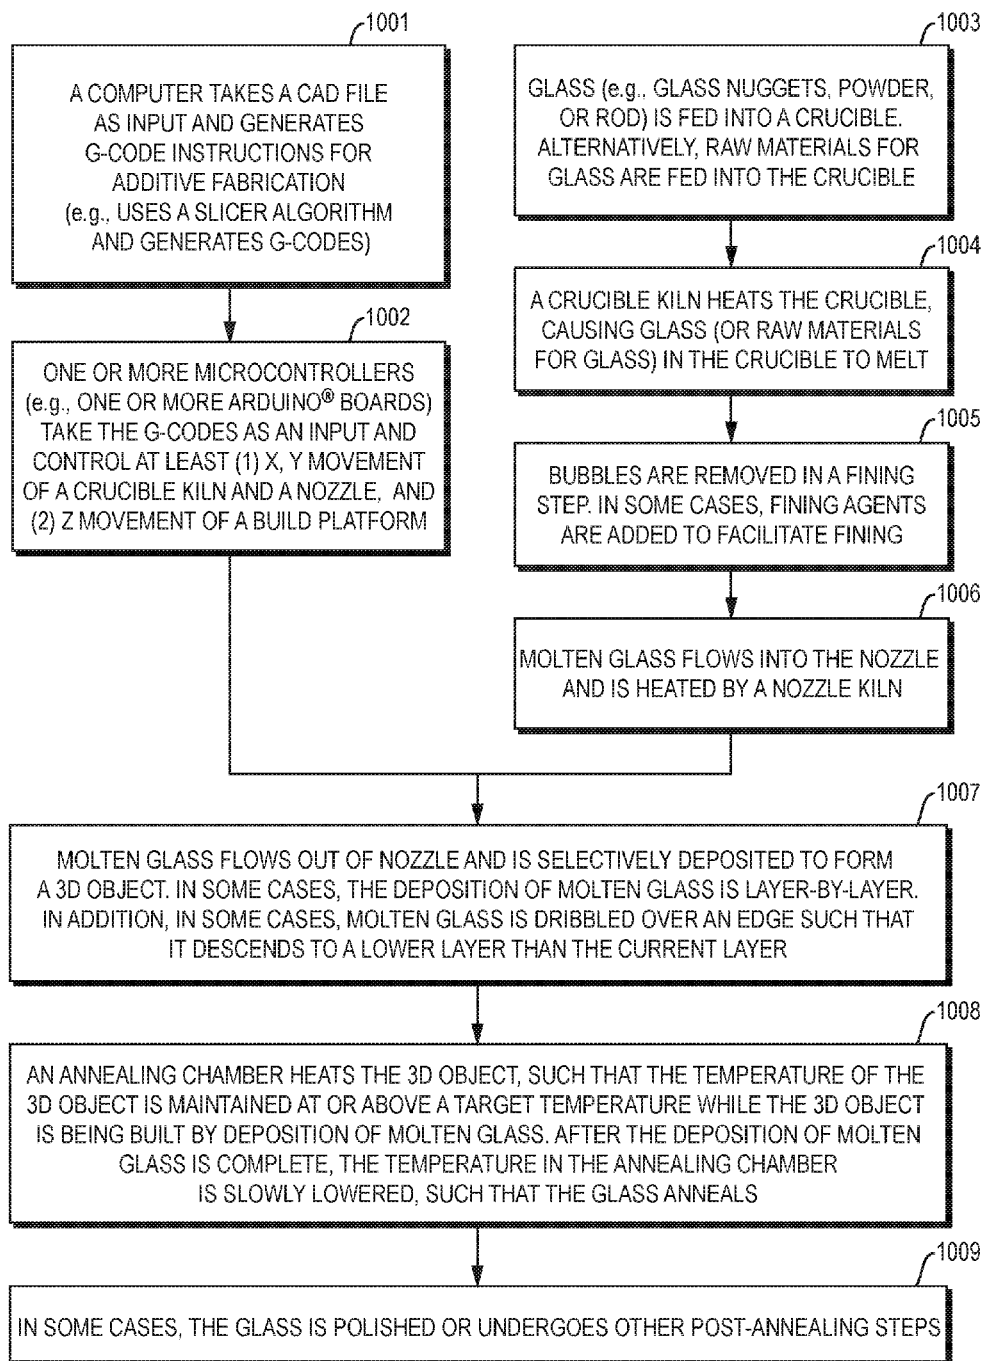 1001
A COMPUTER TAKES A CAD FILE
AS INPUT AND GENERATES
G-CODE INSTRUCTIONS FOR
ADDITIVE FABRICATION
(e.g., USES A SLICER ALGORITHM
AND GENERATES G-CODES)
1002
ONE OR MORE MICROCONTROLLERS
(e.g., ONE OR MORE ARDUINO® BOARDS)
TAKE THE G-CODES AS AN INPUT AND
CONTROL AT LEAST (1) X, Y MOVEMENT
OF A CRUCIBLE KILN AND A NOZZLE, AND
(2) Z MOVEMENT OF A BUILD PLATFORM
1003
GLASS (e.g., GLASS NUGGETS, POWDER,
OR ROD) IS FED INTO A CRUCIBLE.
ALTERNATIVELY, RAW MATERIALS FOR
GLASS ARE FED INTO THE CRUCIBLE
1004
A CRUCIBLE KILN HEATS THE CRUCIBLE,
CAUSING GLASS (OR RAW MATERIALS
FOR GLASS) IN THE CRUCIBLE TO MELT
1005
BUBBLES ARE REMOVED IN A FINING
STEP. IN SOME CASES, FINING AGENTS
ARE ADDED TO FACILITATE FINING
1006
MOLTEN GLASS FLOWS INTO THE NOZZLE
AND IS HEATED BY A NOZZLE KILN
1007
MOLTEN GLASS FLOWS OUT OF NOZZLE AND IS SELECTIVELY DEPOSITED TO FORM
A 3D OBJECT. IN SOME CASES, THE DEPOSITION OF MOLTEN GLASS IS LAYER-BY-LAYER.
IN ADDITION, IN SOME CASES, MOLTEN GLASS IS DRIBBLED OVER AN EDGE SUCH THAT
IT DESCENDS TO A LOWER LAYER THAN THE CURRENT LAYER
1008
AN ANNEALING CHAMBER HEATS THE 3D OBJECT, SUCH THAT THE TEMPERATURE OF THE
3D OBJECT IS MAINTAINED AT OR ABOVE A TARGET TEMPERATURE WHILE THE 3D OBJECT
IS BEING BUILT BY DEPOSITION OF MOLTEN GLASS. AFTER THE DEPOSITION OF MOLTEN
GLASS IS COMPLETE, THE TEMPERATURE IN THE ANNEALING CHAMBER
IS SLOWLY LOWERED, SUCH THAT THE GLASS ANNEALS
1009
IN SOME CASES, THE GLASS IS POLISHED OR UNDERGOES OTHER POST-ANNEALING STEPS